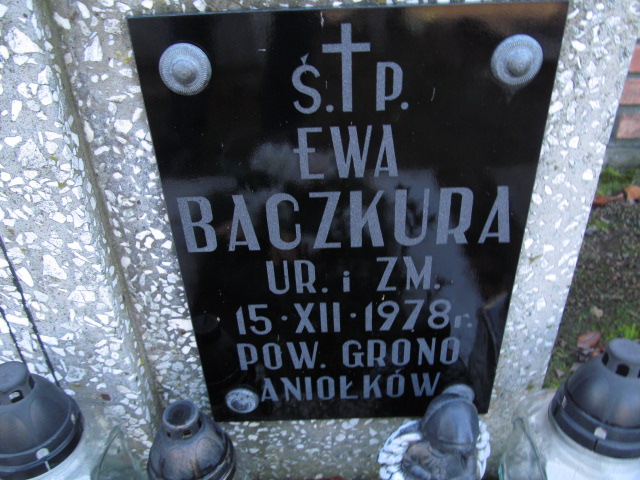 Ś.†P.
EWA
BACZKURA
UR. i ZM.
15·XII·1978r.
POW. GRONO
ANIOŁKÓW